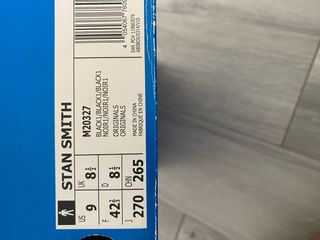 STAN SMITH
M20327
BLACK1/BLACK1/BLACK1
NOIR1/NOIR1/NOIR1
ORIGINALS
ORIGINALS
MADE IN CHINA
FABRIQUÉ EN CHINE
US 9
UK 8½
F 42⅔
D 8½
J 270
CHN 265